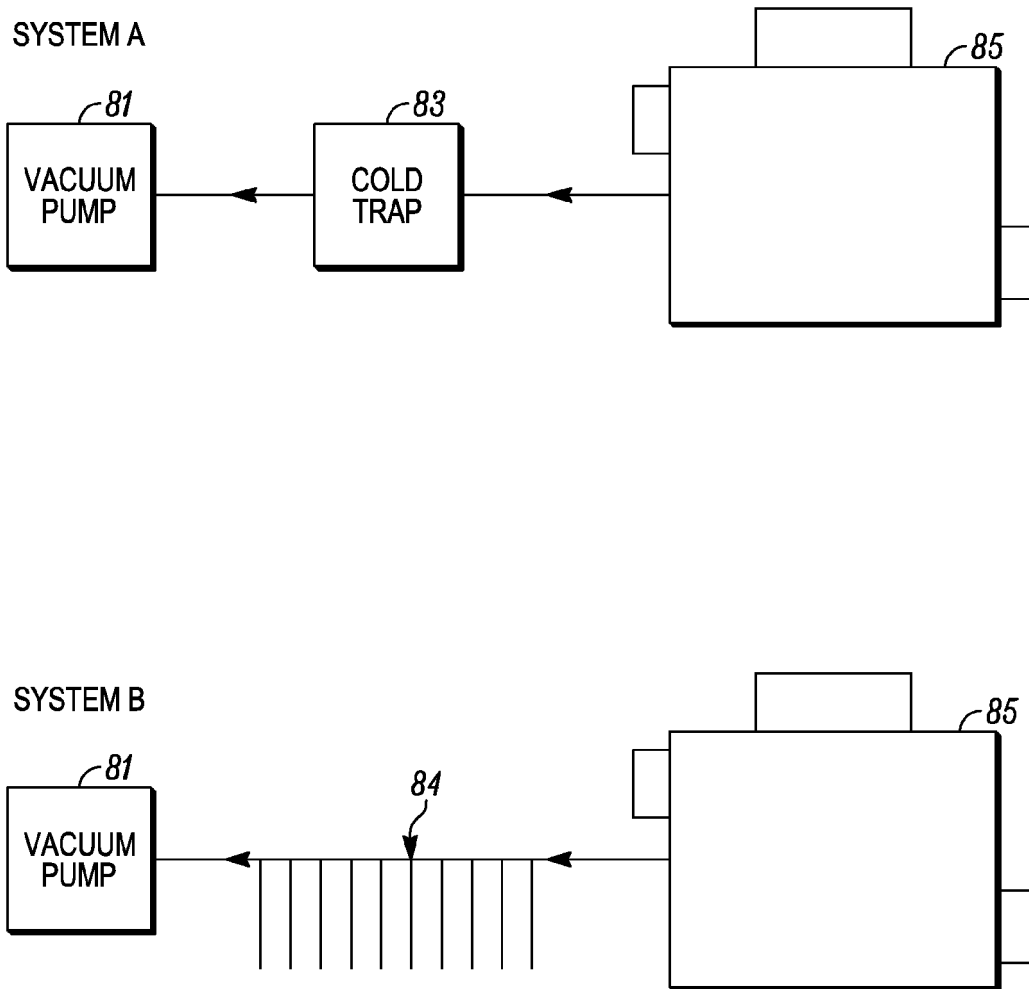 SYSTEM A
81
83
85
VACUUM
PUMP
COLD
TRAP
SYSTEM B
81
84
85
VACUUM
PUMP